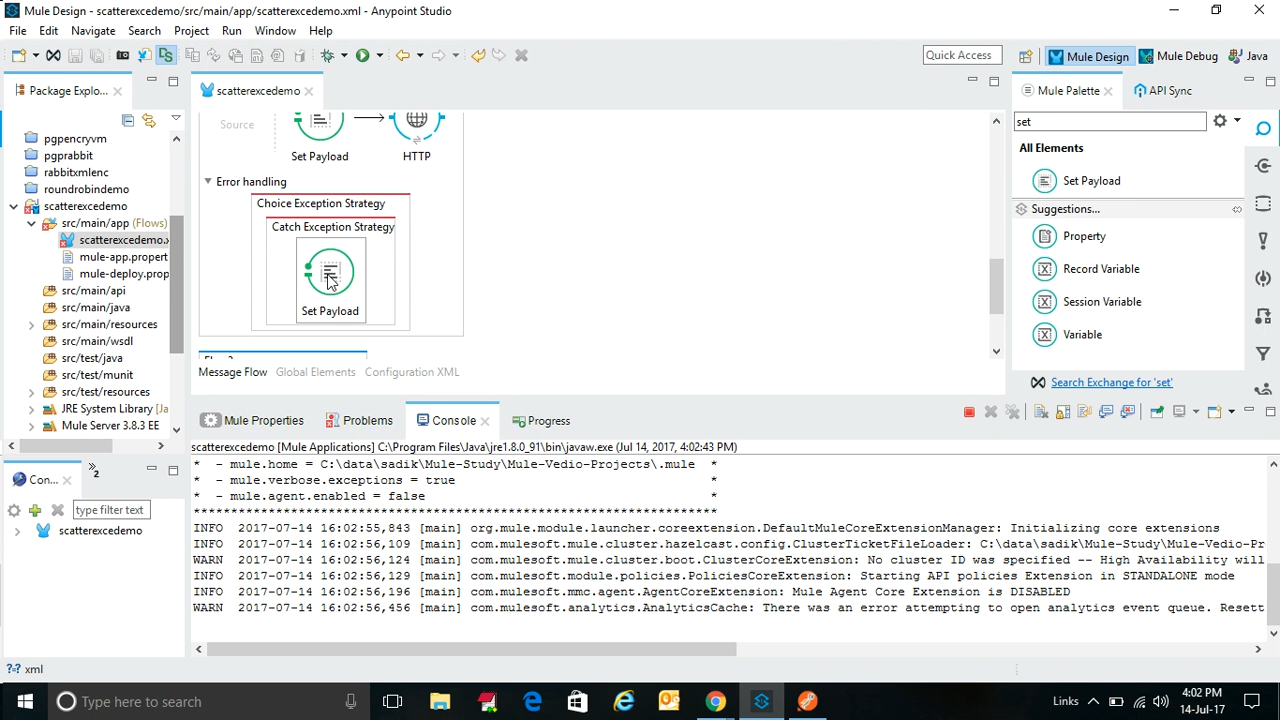 Mule Design - scatterexcedemo/src/main/app/scatterexcedemo.xml - Anypoint Studio
File Edit Navigate Search Project Run Window Help
Quick Access
Mule Design
Mule Debug
Java
Package Explo...
pgpencryvm
pgprabbit
rabbitxmlenc
roundrobindemo
scatterexcedemo
src/main/app (Flows)
scatterexcedemo.x
mule-app.propert
mule-deploy.prop
src/main/api
src/main/java
src/main/resources
src/main/wsdl
src/test/java
src/test/munit
src/test/resources
JRE System Library [Ja
Mule Server 3.8.3 EE
scatterexcedemo
Source
Set Payload
HTTP
Error handling
Choice Exception Strategy
Catch Exception Strategy
Set Payload
Message Flow Global Elements Configuration XML
Mule Palette
API Sync
set
All Elements
Set Payload
Suggestions...
Property
Record Variable
Session Variable
Variable
Search Exchange for 'set'
Con...
2
type filter text
scatterexcedemo
Mule Properties Problems Console Progress
scatterexcedemo [Mule Applications] C:\Program Files\Java\jre1.8.0_91\bin\javaw.exe (Jul 14, 2017, 4:02:43 PM)
* - mule.home = C:\data\sadik\Mule-Study\Mule-Vedio-Projects\.mule *
* - mule.verbose.exceptions = true *
* - mule.agent.enabled = false *
**********************************************************************
INFO 2017-07-14 16:02:55,843 [main] org.mule.module.launcher.coreextension.DefaultMuleCoreExtensionManager: Initializing core extensions
INFO 2017-07-14 16:02:56,109 [main] com.mulesoft.mule.cluster.hazelcast.config.ClusterTicketFileLoader: C:\data\sadik\Mule-Study\Mule-Vedio-Pr
WARN 2017-07-14 16:02:56,124 [main] com.mulesoft.mule.cluster.boot.ClusterCoreExtension: No cluster ID was specified -- High Availability will
INFO 2017-07-14 16:02:56,129 [main] com.mulesoft.module.policies.PoliciesCoreExtension: Starting API policies Extension in STANDALONE mode
INFO 2017-07-14 16:02:56,196 [main] com.mulesoft.mmc.agent.AgentCoreExtension: Mule Agent Core Extension is DISABLED
WARN 2017-07-14 16:02:56,456 [main] com.mulesoft.analytics.AnalyticsCache: There was an error attempting to open analytics event queue. Resett
xml
Type here to search
Links
4:02 PM
14-Jul-17